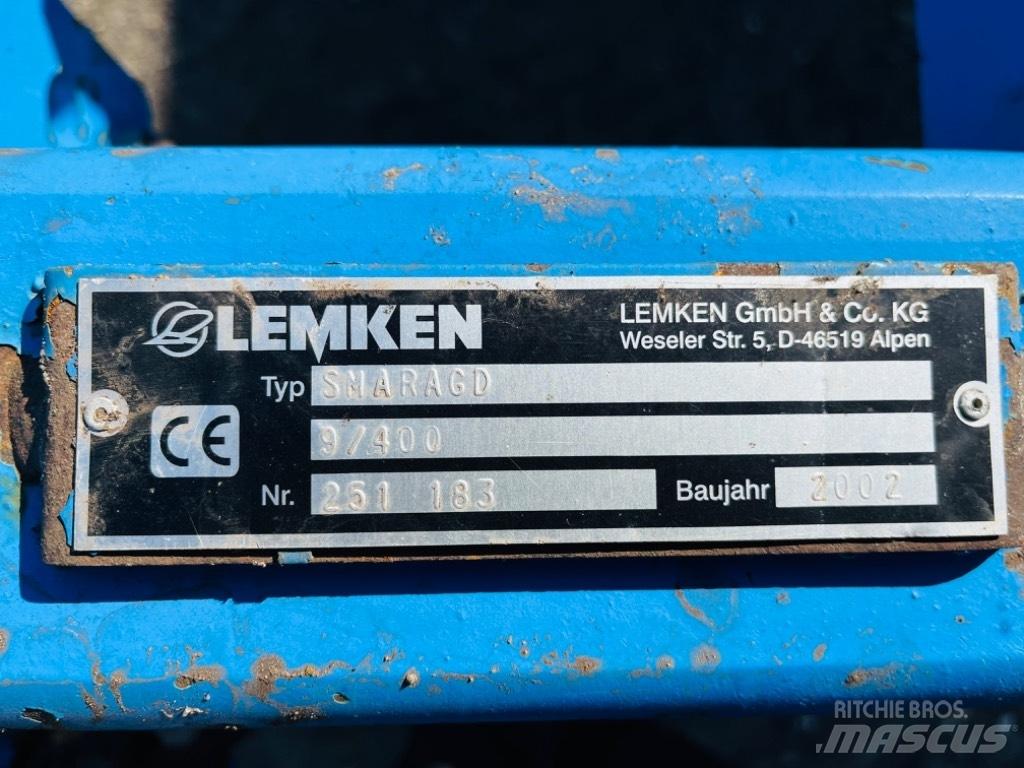 LEMKEN
LEMKEN GmbH & Co. KG
Weseler Str. 5, D-46519 Alpen
Typ SMARAGD
9/400
CE
Nr. 251 183 Baujahr 2002
RITCHIE BROS.
MASCUS